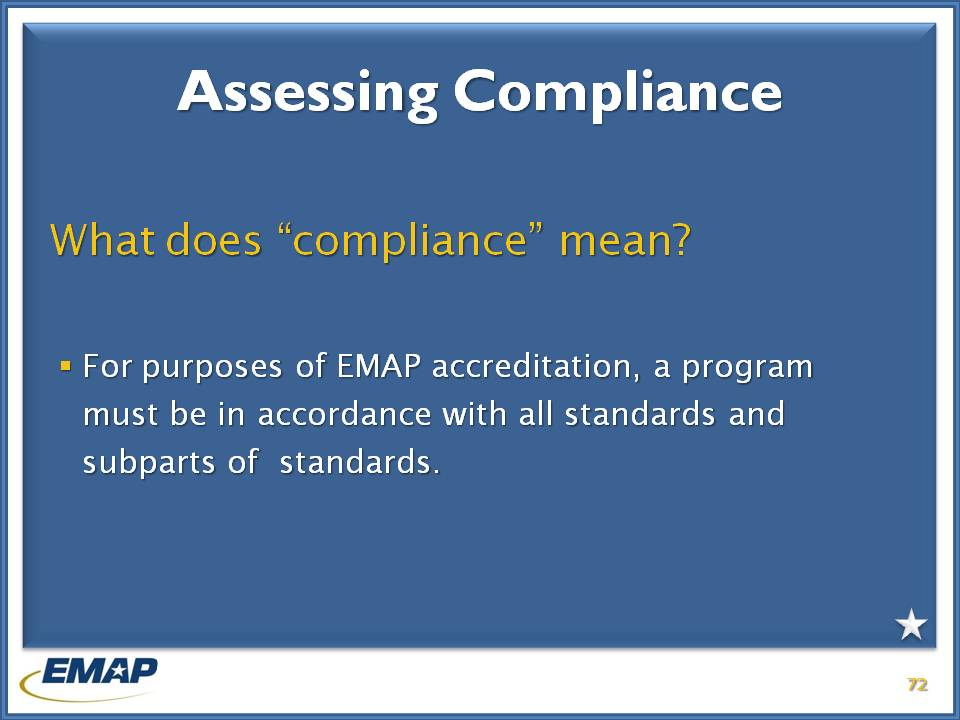 Assessing Compliance
What does “compliance” mean?
▪ For purposes of EMAP accreditation, a program
must be in accordance with all standards and
subparts of  standards.
EMAP
72